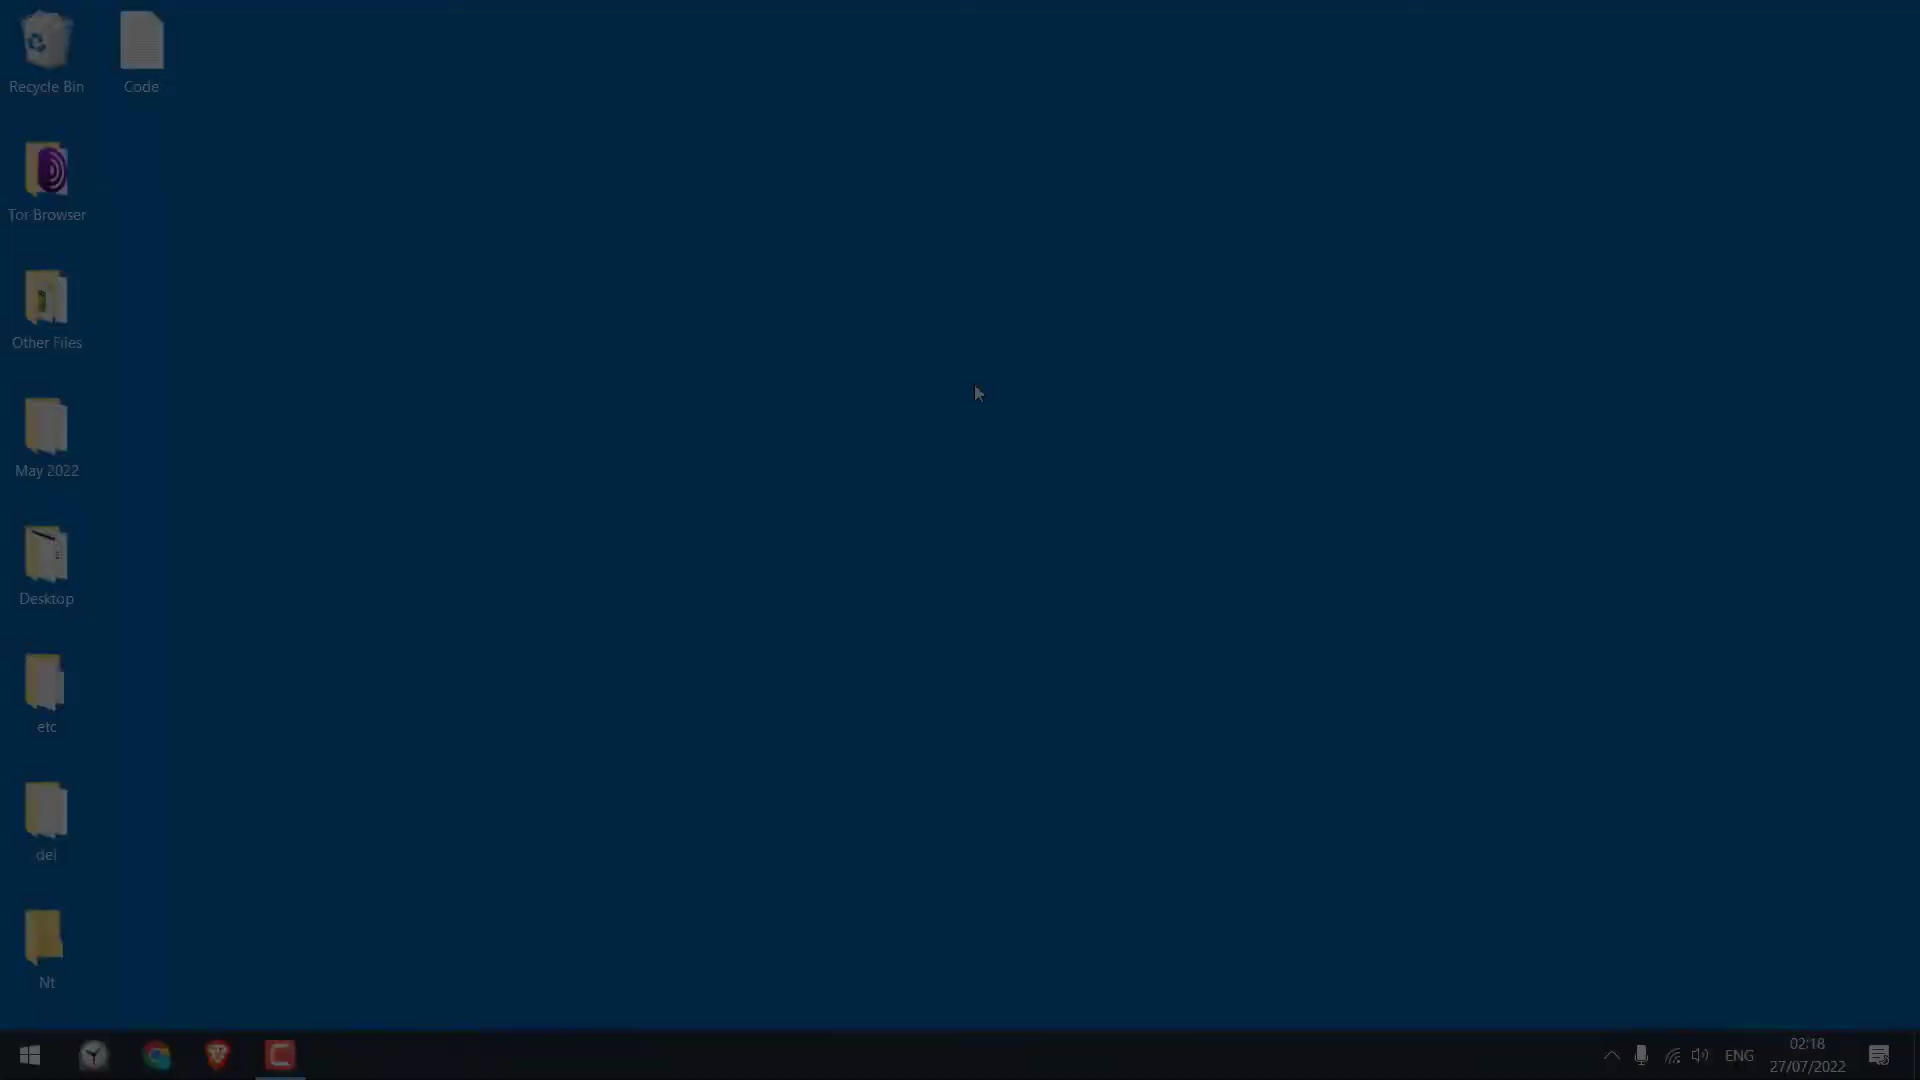 Recycle Bin
Code
Tor Browser
Other Files
May 2022
Desktop
etc
del
Nt
ENG
02:18
27/07/2022